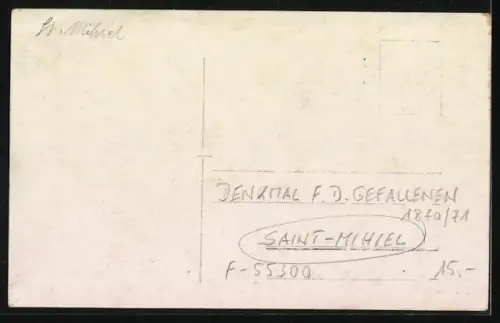 St. Mihiel
DENKMAL F. D. GEFALLENEN
1870/71
SAINT-MIHIEL
F-55300 15.-